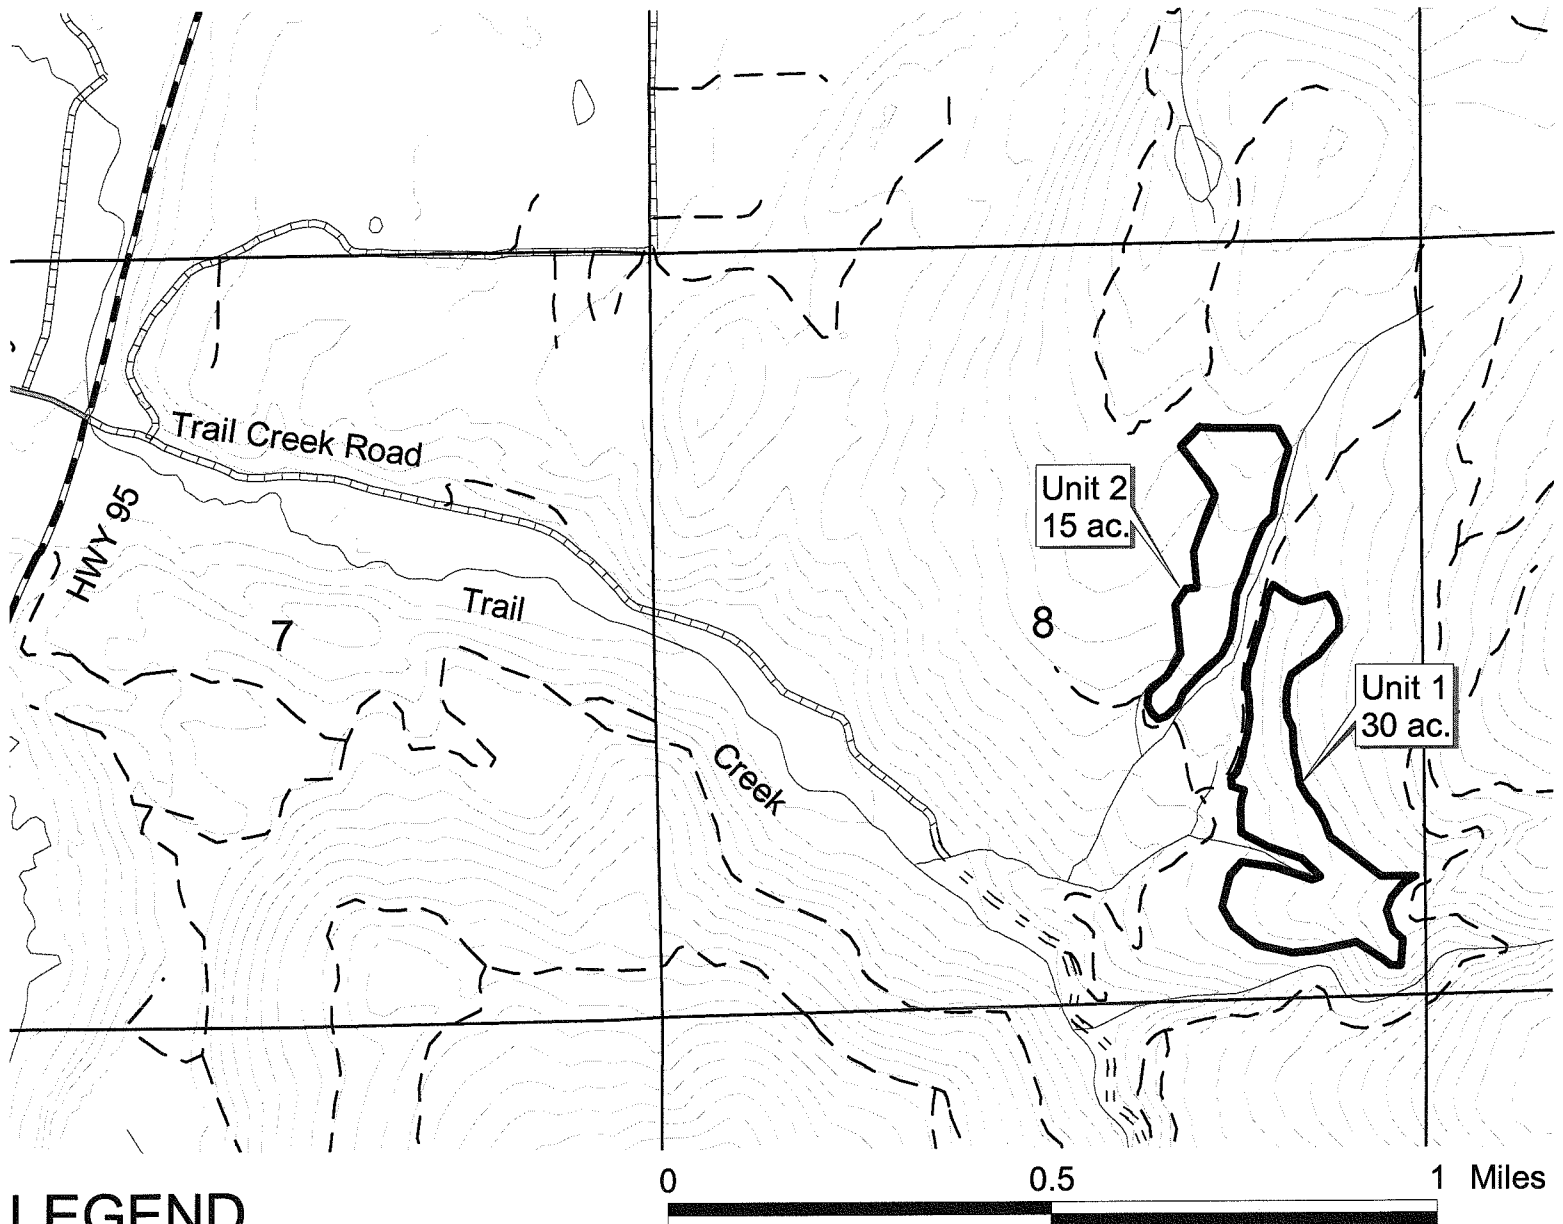 Trail Creek Road
HWY 95
Unit 2
15 ac.
Trail
7
8
Unit 1
30 ac.
Creek
0 0.5 1 Miles
LEGEND